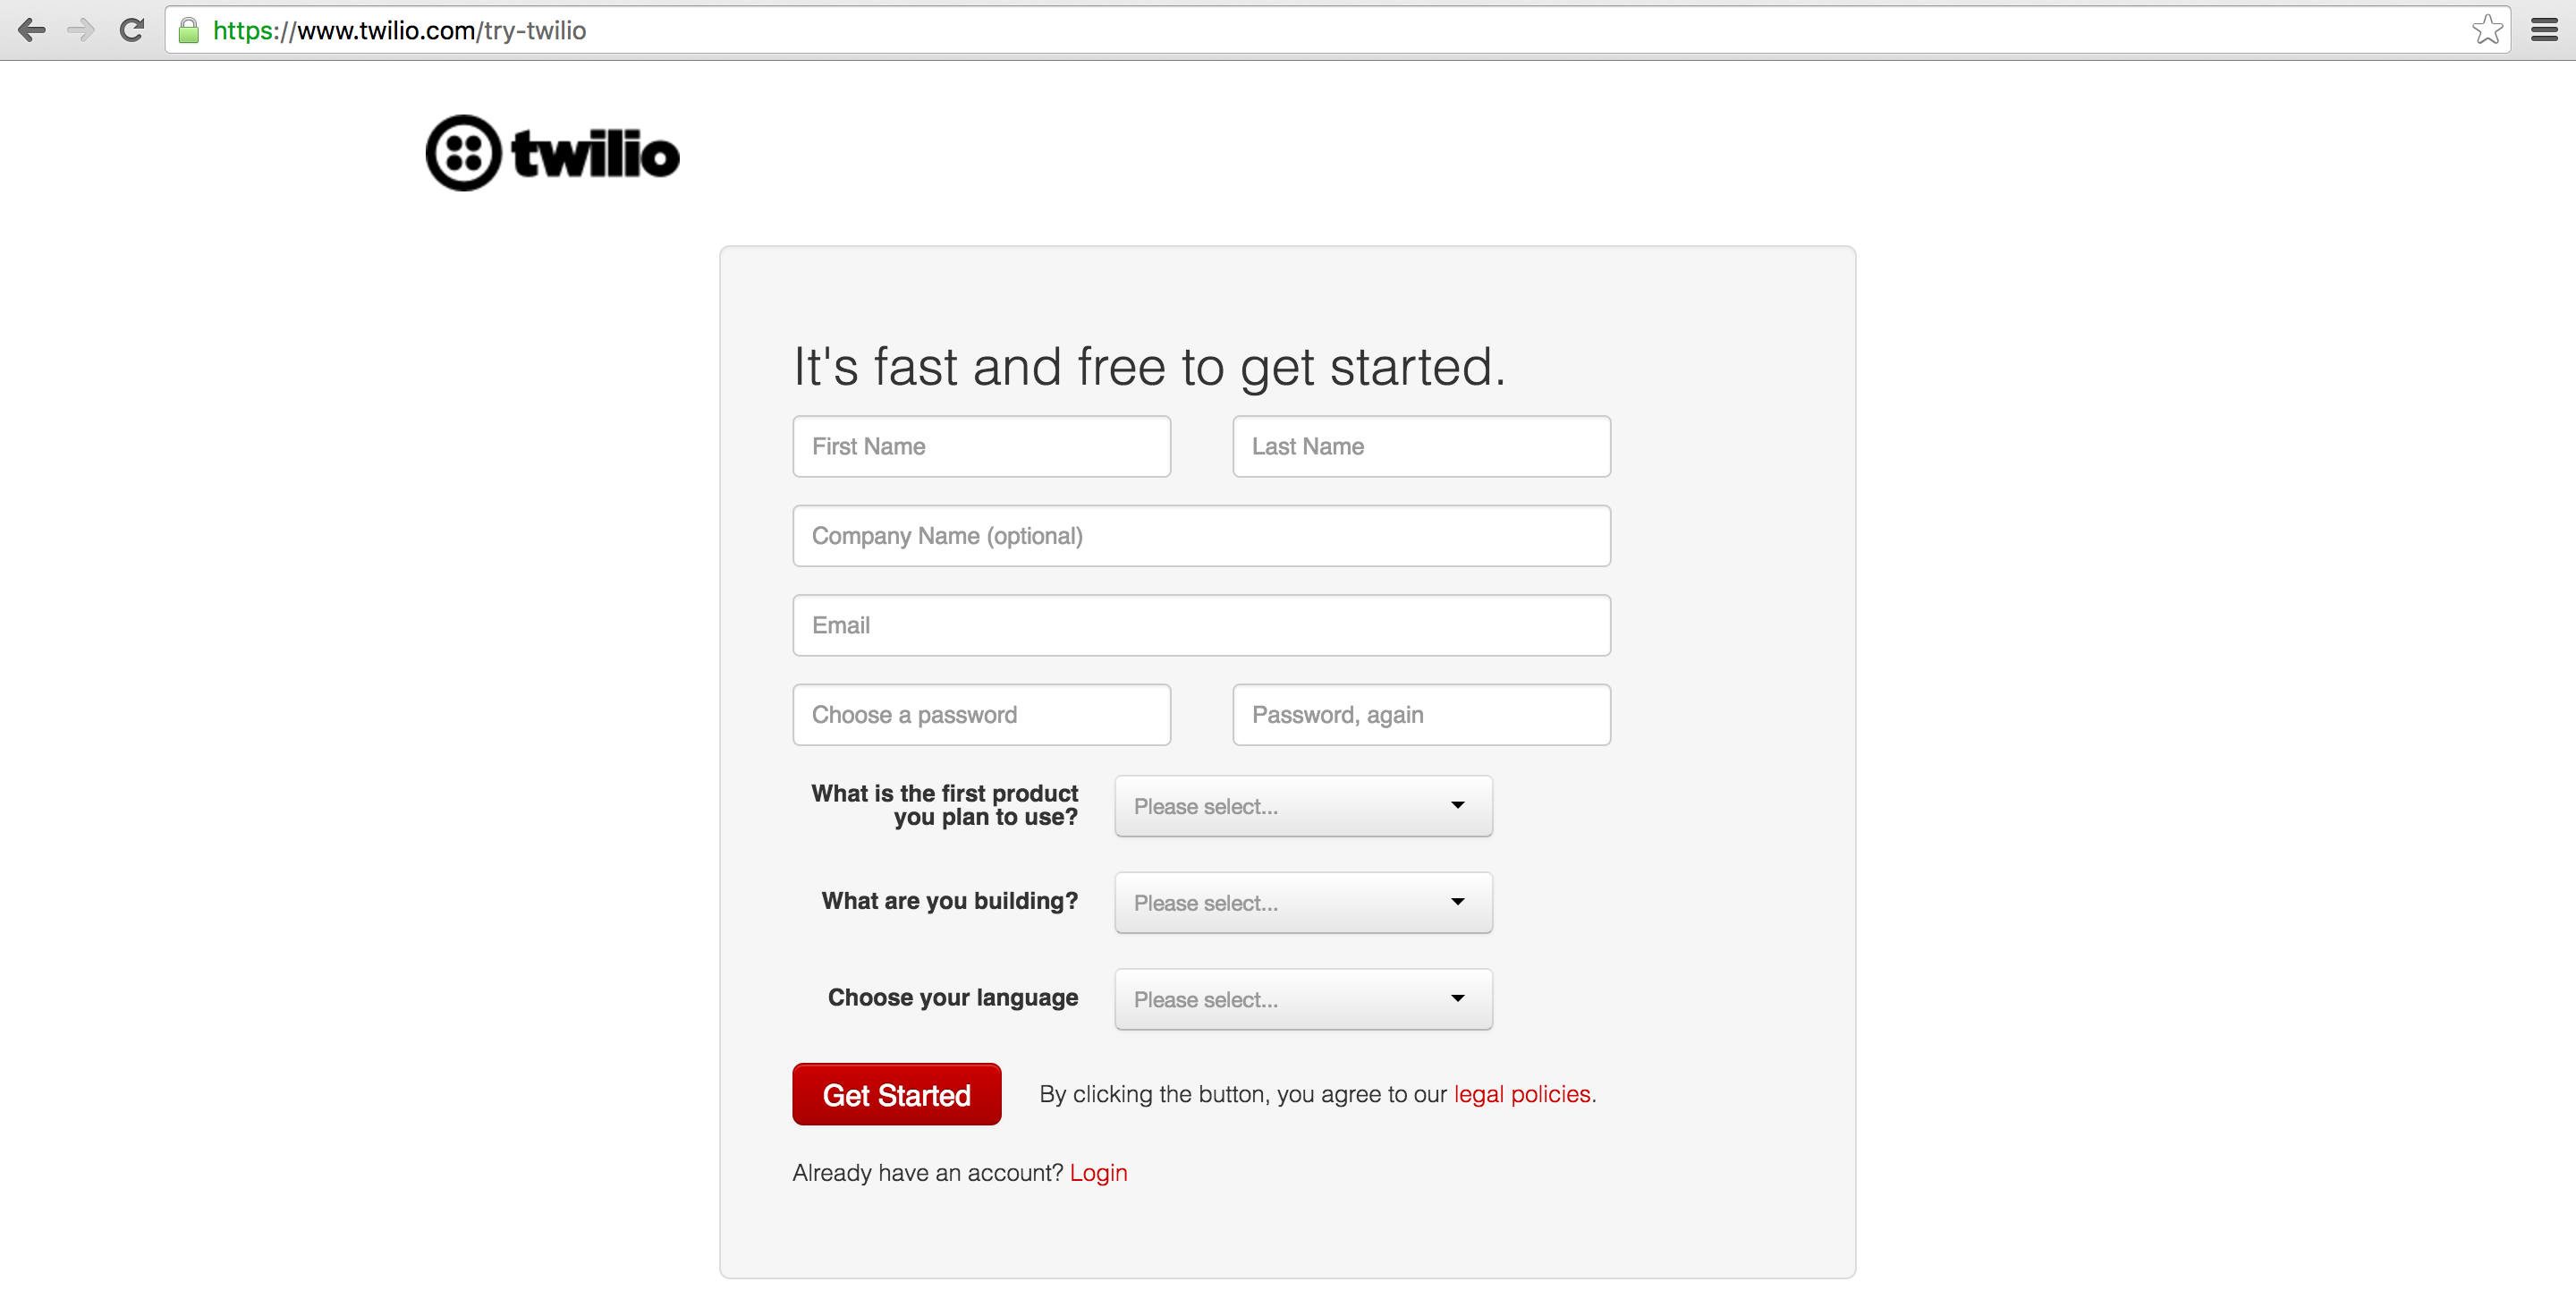 https://www.twilio.com/try-twilio
twilio
It's fast and free to get started.
First Name Last Name
Company Name (optional)
Email
Choose a password Password, again
What is the first product
you plan to use?
Please select...
What are you building? Please select...
Choose your language Please select...
Get Started By clicking the button, you agree to our legal policies.
Already have an account? Login